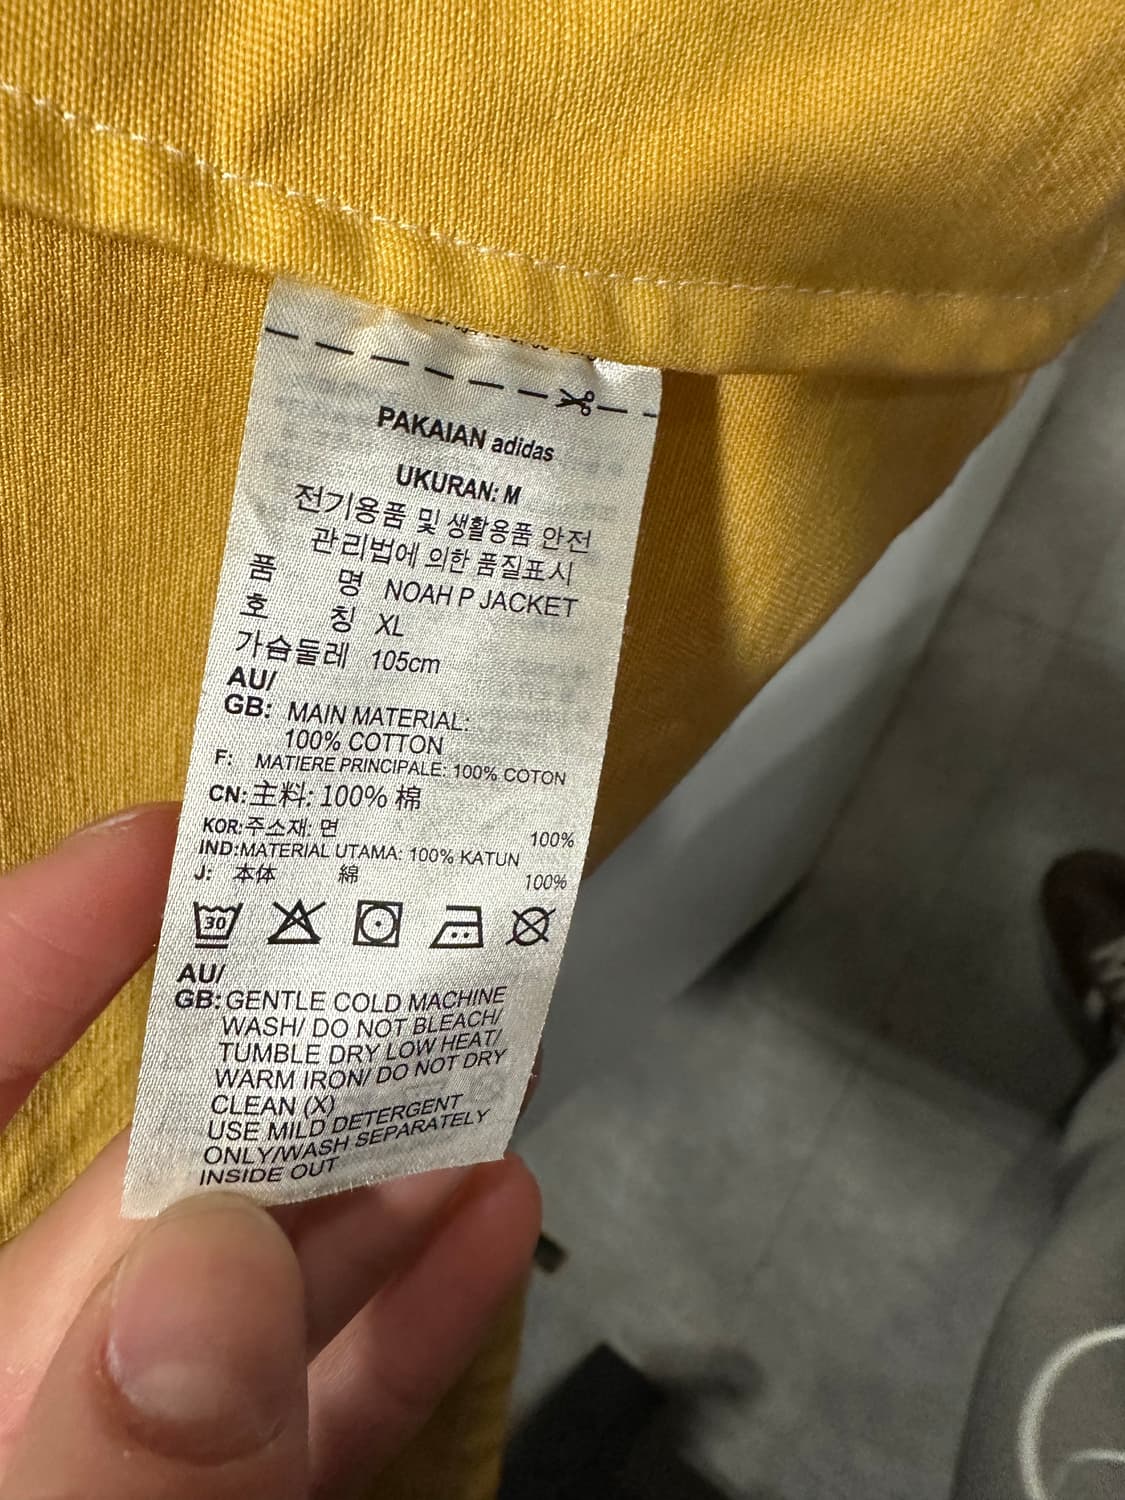 PAKAIAN adidas
UKURAN: M
전기용품 및 생활용품 안전
관리법에 의한 품질표시
품 명 NOAH P JACKET
호 칭 XL
가슴둘레 105cm
AU/
GB: MAIN MATERIAL:
100% COTTON
F: MATIERE PRINCIPALE: 100% COTON
CN:主料: 100% 棉
KOR:주소재: 면 100%
IND:MATERIAL UTAMA: 100% KATUN
J: 本体 綿 100%
30
AU/
GB:GENTLE COLD MACHINE
WASH/ DO NOT BLEACH/
TUMBLE DRY LOW HEAT/
WARM IRON/ DO NOT DRY
CLEAN (X)
USE MILD DETERGENT
ONLY/WASH SEPARATELY
INSIDE OUT